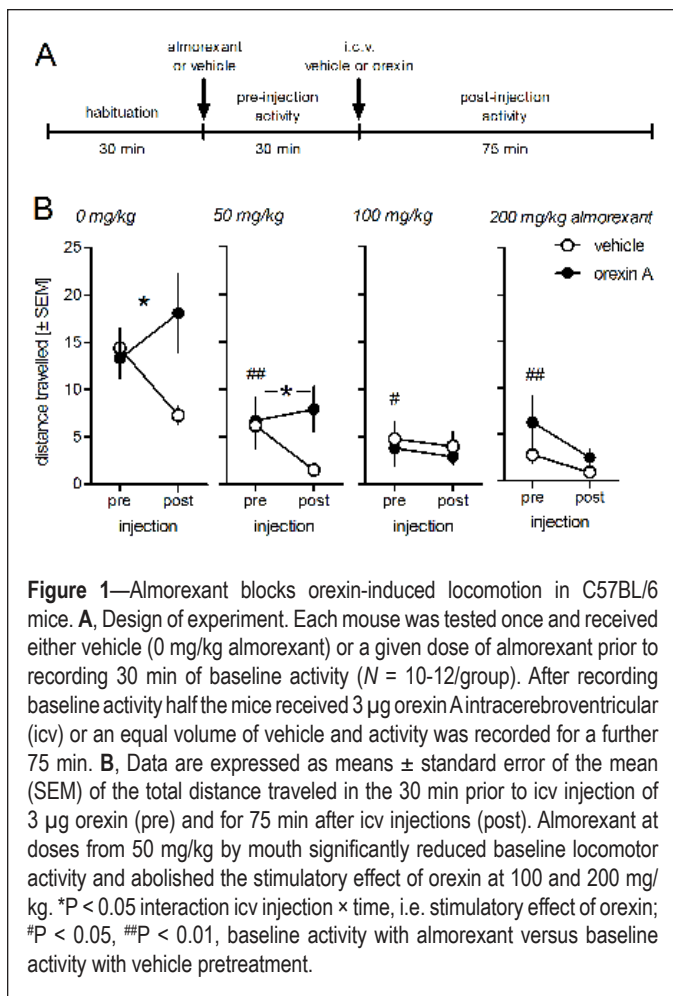 A
almorexant
or vehicle
i.c.v.
vehicle or orexin
habituation
pre-injection
activity
post-injection
activity
30 min
30 min
75 min
B
0 mg/kg
50 mg/kg
100 mg/kg
200 mg/kg almorexant
vehicle
orexin A
distance travelled [± SEM]
25
20
15
10
5
0
*
##
*
#
##
pre
post
pre
post
pre
post
pre
post
injection
injection
injection
injection
Figure 1—Almorexant blocks orexin-induced locomotion in C57BL/6
mice. A, Design of experiment. Each mouse was tested once and received
either vehicle (0 mg/kg almorexant) or a given dose of almorexant prior to
recording 30 min of baseline activity (N = 10-12/group). After recording
baseline activity half the mice received 3 µg orexin A intracerebroventricular
(icv) or an equal volume of vehicle and activity was recorded for a further
75 min. B, Data are expressed as means ± standard error of the mean
(SEM) of the total distance traveled in the 30 min prior to icv injection of
3 µg orexin (pre) and for 75 min after icv injections (post). Almorexant at
doses from 50 mg/kg by mouth significantly reduced baseline locomotor
activity and abolished the stimulatory effect of orexin at 100 and 200 mg/
kg. *P < 0.05 interaction icv injection × time, i.e. stimulatory effect of orexin;
#P < 0.05, ##P < 0.01, baseline activity with almorexant versus baseline
activity with vehicle pretreatment.